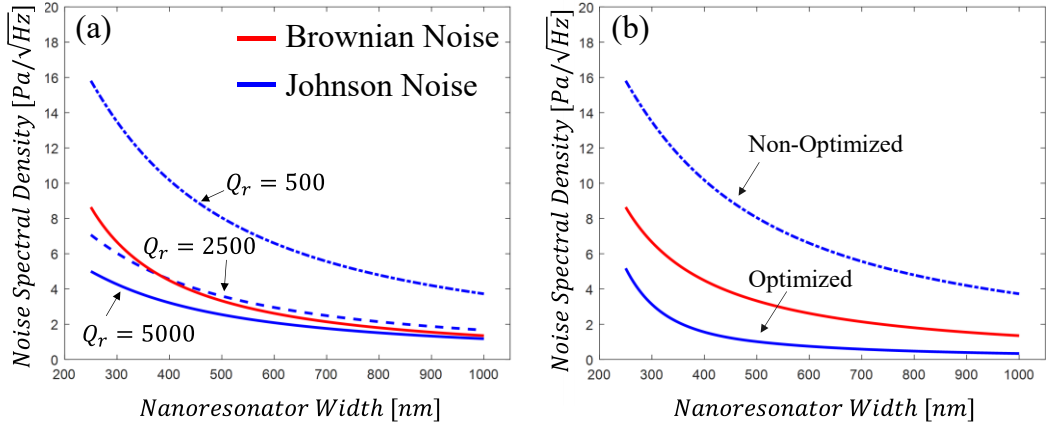 (a)
Brownian Noise
Johnson Noise
Q_r = 500
Q_r = 2500
Q_r = 5000
Noise Spectral Density [Pa/√Hz]
20
18
16
14
12
10
8
6
4
2
0
200 300 400 500 600 700 800 900 1000
Nanoresonator Width [nm]
(b)
Non-Optimized
Optimized
Noise Spectral Density [Pa/√Hz]
20
18
16
14
12
10
8
6
4
2
0
200 300 400 500 600 700 800 900 1000
Nanoresonator Width [nm]